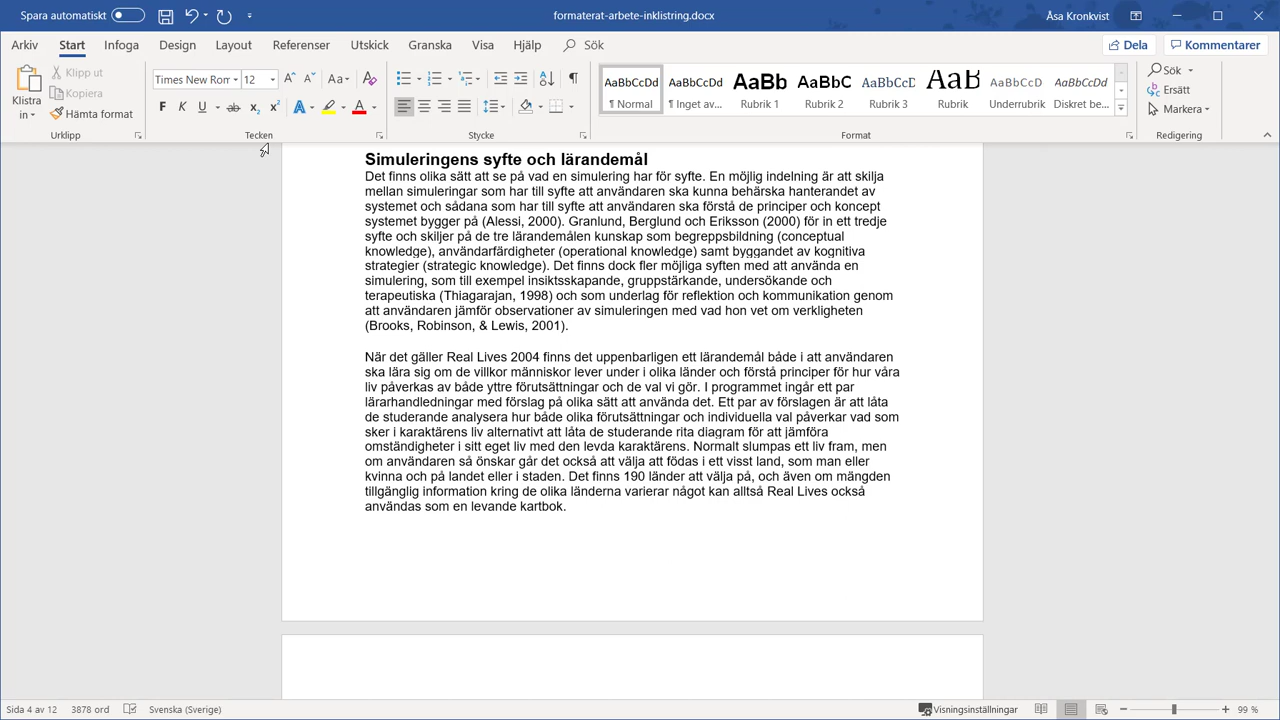 Spara automatiskt
formaterat-arbete-inklistring.docx
Åsa Kronkvist
Arkiv Start Infoga Design Layout Referenser Utskick Granska Visa Hjälp Sök
Dela Kommentarer
Klistra in
Klipp ut
Kopiera
Hämta format
Urklipp
Times New Rom 12
F K U ab x₂ x²
Tecken
Stycke
AaBbCcDd AaBbCcDd AaBb AaBbC AaBbCcD AaB AaBbCcD AaBbCcDd
¶ Normal ¶ Inget av... Rubrik 1 Rubrik 2 Rubrik 3 Rubrik Underrubrik Diskret be...
Format
Sök
Ersätt
Markera
Redigering
Simuleringens syfte och lärandemål
Det finns olika sätt att se på vad en simulering har för syfte. En möjlig indelning är att skilja
mellan simuleringar som har till syfte att användaren ska kunna behärska hanterandet av
systemet och sådana som har till syfte att användaren ska förstå de principer och koncept
systemet bygger på (Alessi, 2000). Granlund, Berglund och Eriksson (2000) för in ett tredje
syfte och skiljer på de tre lärandemålen kunskap som begreppsbildning (conceptual
knowledge), användarfärdigheter (operational knowledge) samt byggandet av kognitiva
strategier (strategic knowledge). Det finns dock fler möjliga syften med att använda en
simulering, som till exempel insiktsskapande, gruppstärkande, undersökande och
terapeutiska (Thiagarajan, 1998) och som underlag för reflektion och kommunikation genom
att användaren jämför observationer av simuleringen med vad hon vet om verkligheten
(Brooks, Robinson, & Lewis, 2001).
När det gäller Real Lives 2004 finns det uppenbarligen ett lärandemål både i att användaren
ska lära sig om de villkor människor lever under i olika länder och förstå principer för hur våra
liv påverkas av både yttre förutsättningar och de val vi gör. I programmet ingår ett par
lärarhandledningar med förslag på olika sätt att använda det. Ett par av förslagen är att låta
de studerande analysera hur både olika förutsättningar och individuella val påverkar vad som
sker i karaktärens liv alternativt att låta de studerande rita diagram för att jämföra
omständigheter i sitt eget liv med den levda karaktärens. Normalt slumpas ett liv fram, men
om användaren så önskar går det också att välja att födas i ett visst land, som man eller
kvinna och på landet eller i staden. Det finns 190 länder att välja på, och även om mängden
tillgänglig information kring de olika länderna varierar något kan alltså Real Lives också
användas som en levande kartbok.
Sida 4 av 12 3878 ord Svenska (Sverige) Visningsinställningar 99 %